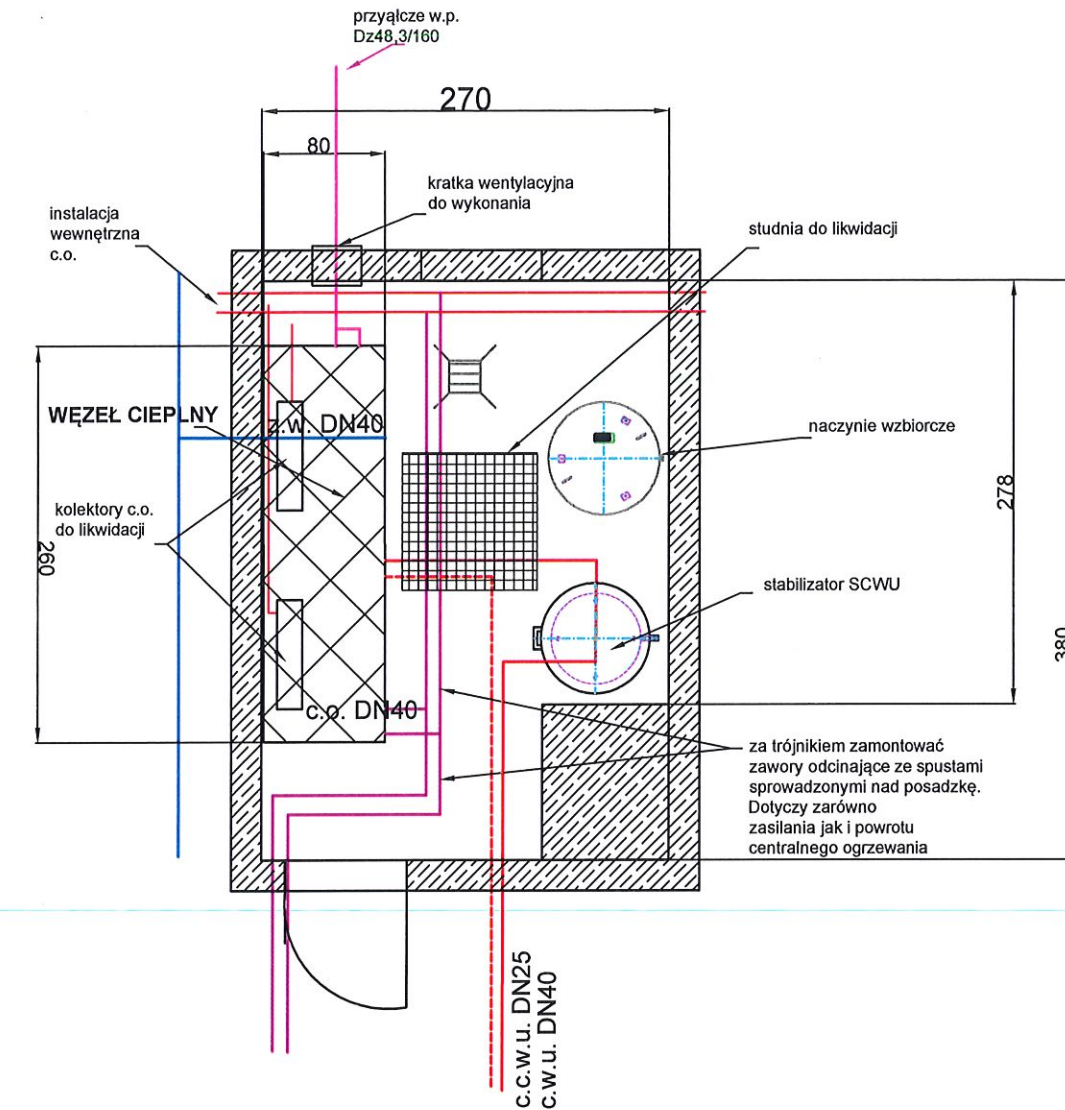 przyąłcze w.p.
Dz48,3/160
270
80
kratka wentylacyjna
do wykonania
instalacja
wewnętrzna
c.o.
studnia do likwidacji
WĘZEŁ CIEPLNY
z.w. DN40
naczynie wzbiorcze
kolektory c.o.
do likwidacji
260
278
stabilizator SCWU
380
c.o. DN40
za trójnikiem zamontować
zawory odcinające ze spustami
sprowadzonymi nad posadzkę.
Dotyczy zarówno
zasilania jak i powrotu
centralnego ogrzewania
c.c.w.u. DN25
c.w.u. DN40